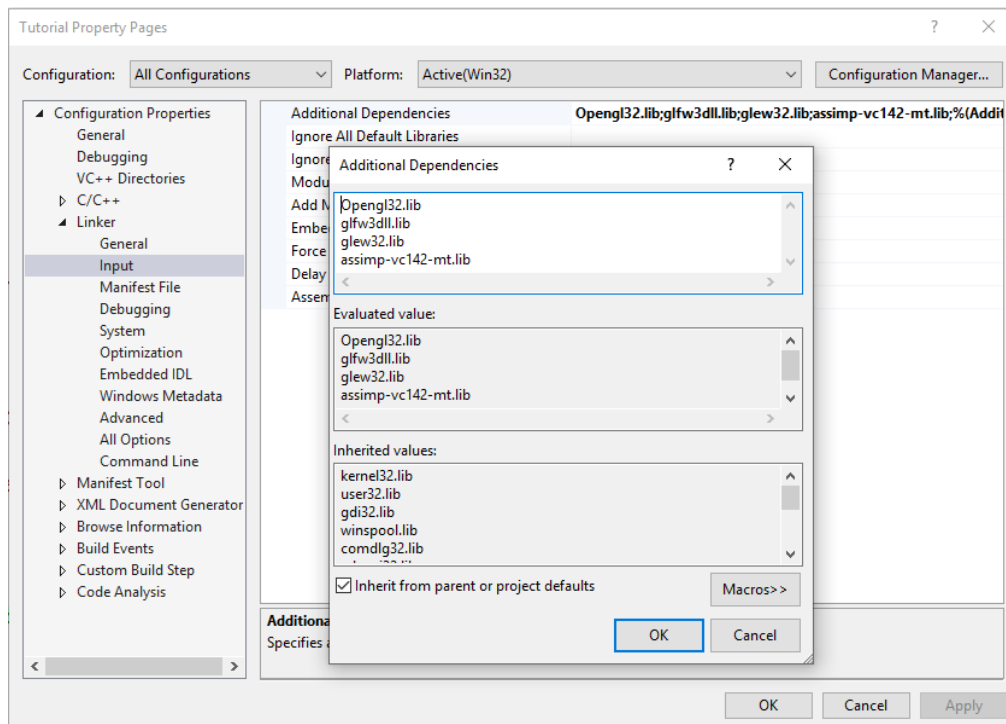 Tutorial Property Pages
?
Configuration: All Configurations Platform: Active(Win32) Configuration Manager...
Configuration Properties
General
Debugging
VC++ Directories
C/C++
Linker
General
Input
Manifest File
Debugging
System
Optimization
Embedded IDL
Windows Metadata
Advanced
All Options
Command Line
Manifest Tool
XML Document Generator
Browse Information
Build Events
Custom Build Step
Code Analysis
Additional Dependencies Opengl32.lib;glfw3dll.lib;glew32.lib;assimp-vc142-mt.lib;%(Addit
Ignore All Default Libraries
Ignore
Modu
Add M
Embe
Force
Delay
Assem
Additional Dependencies ?
Opengl32.lib
glfw3dll.lib
glew32.lib
assimp-vc142-mt.lib
Evaluated value:
Opengl32.lib
glfw3dll.lib
glew32.lib
assimp-vc142-mt.lib
Inherited values:
kernel32.lib
user32.lib
gdi32.lib
winspool.lib
comdlg32.lib
Inherit from parent or project defaults
Macros>>
OK Cancel
Additiona
Specifies a
OK Cancel Apply